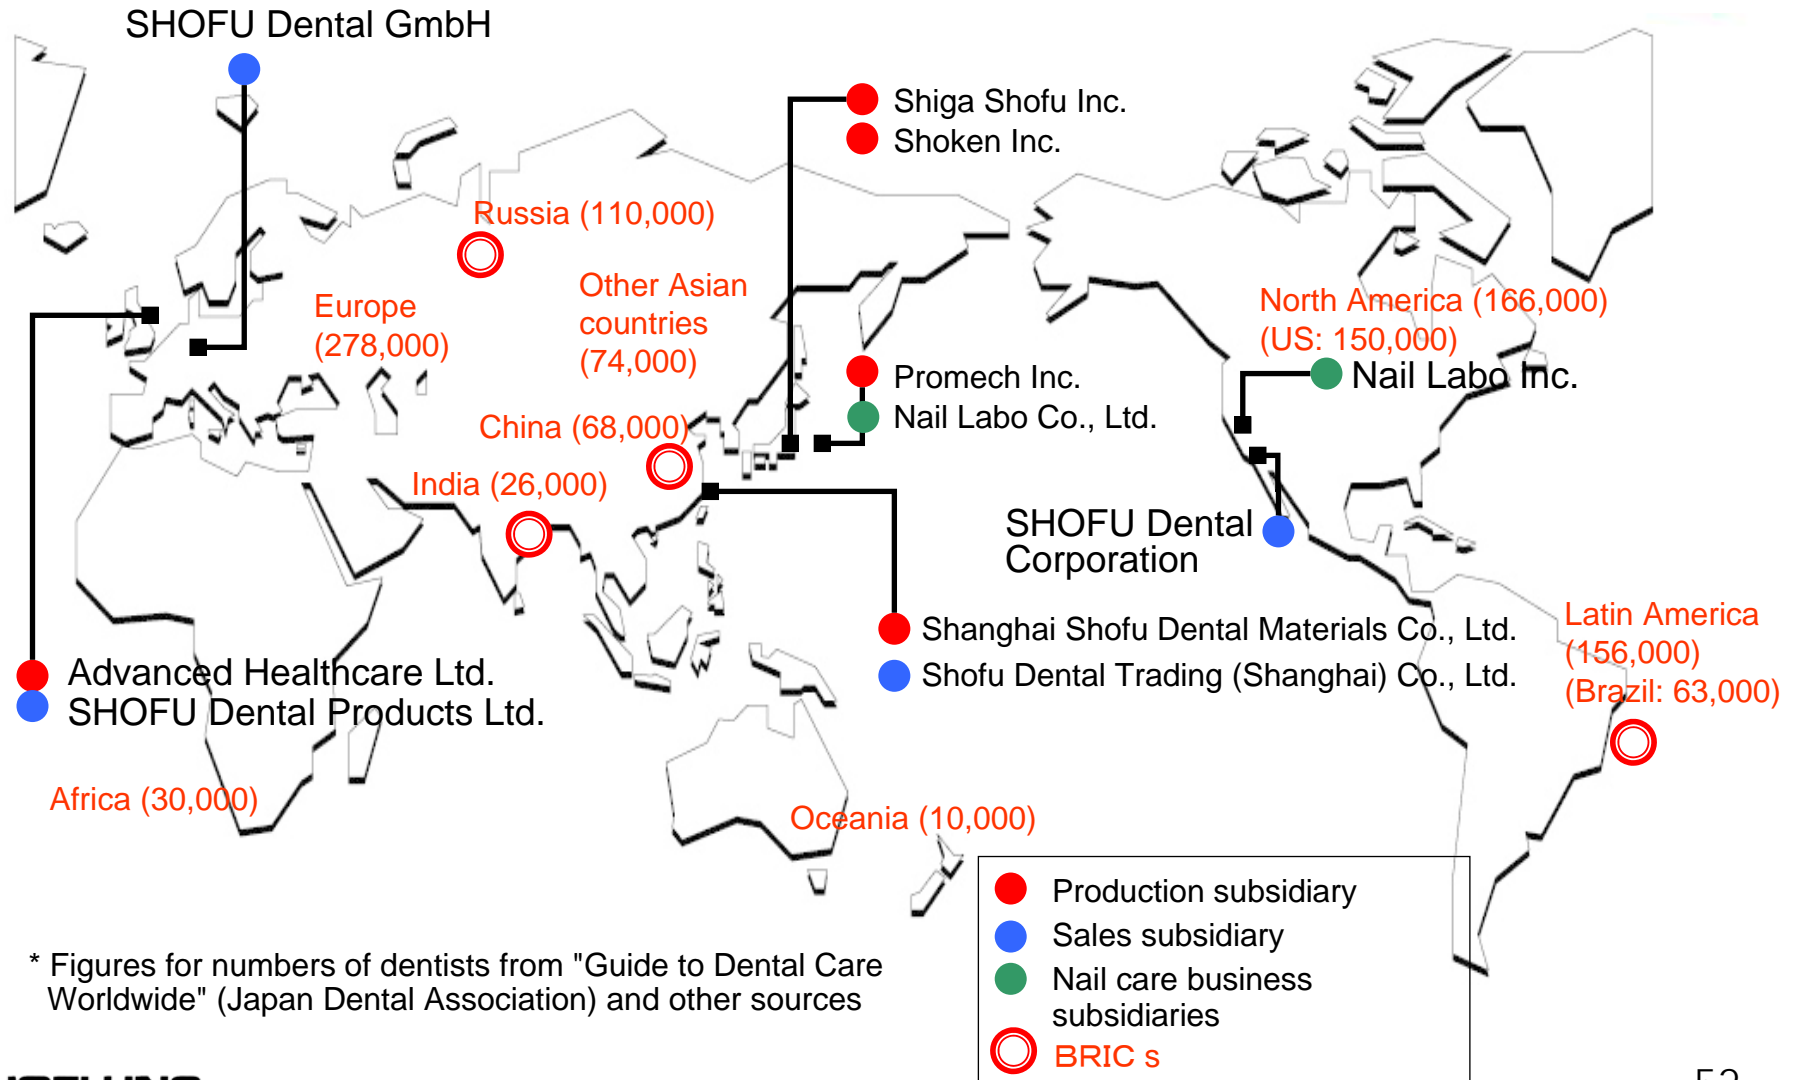 SHOFU Dental GmbH
Shiga Shofu Inc.
Shoken Inc.
Russia (110,000)
Europe
(278,000)
Other Asian
countries
(74,000)
North America (166,000)
(US: 150,000)
Nail Labo Inc.
Promech Inc.
Nail Labo Co., Ltd.
China (68,000)
India (26,000)
SHOFU Dental
Corporation
Shanghai Shofu Dental Materials Co., Ltd.
Shofu Dental Trading (Shanghai) Co., Ltd.
Latin America
(156,000)
(Brazil: 63,000)
Advanced Healthcare Ltd.
SHOFU Dental Products Ltd.
Africa (30,000)
Oceania (10,000)
Production subsidiary
Sales subsidiary
Nail care business
subsidiaries
BRIC s
* Figures for numbers of dentists from "Guide to Dental Care
Worldwide" (Japan Dental Association) and other sources